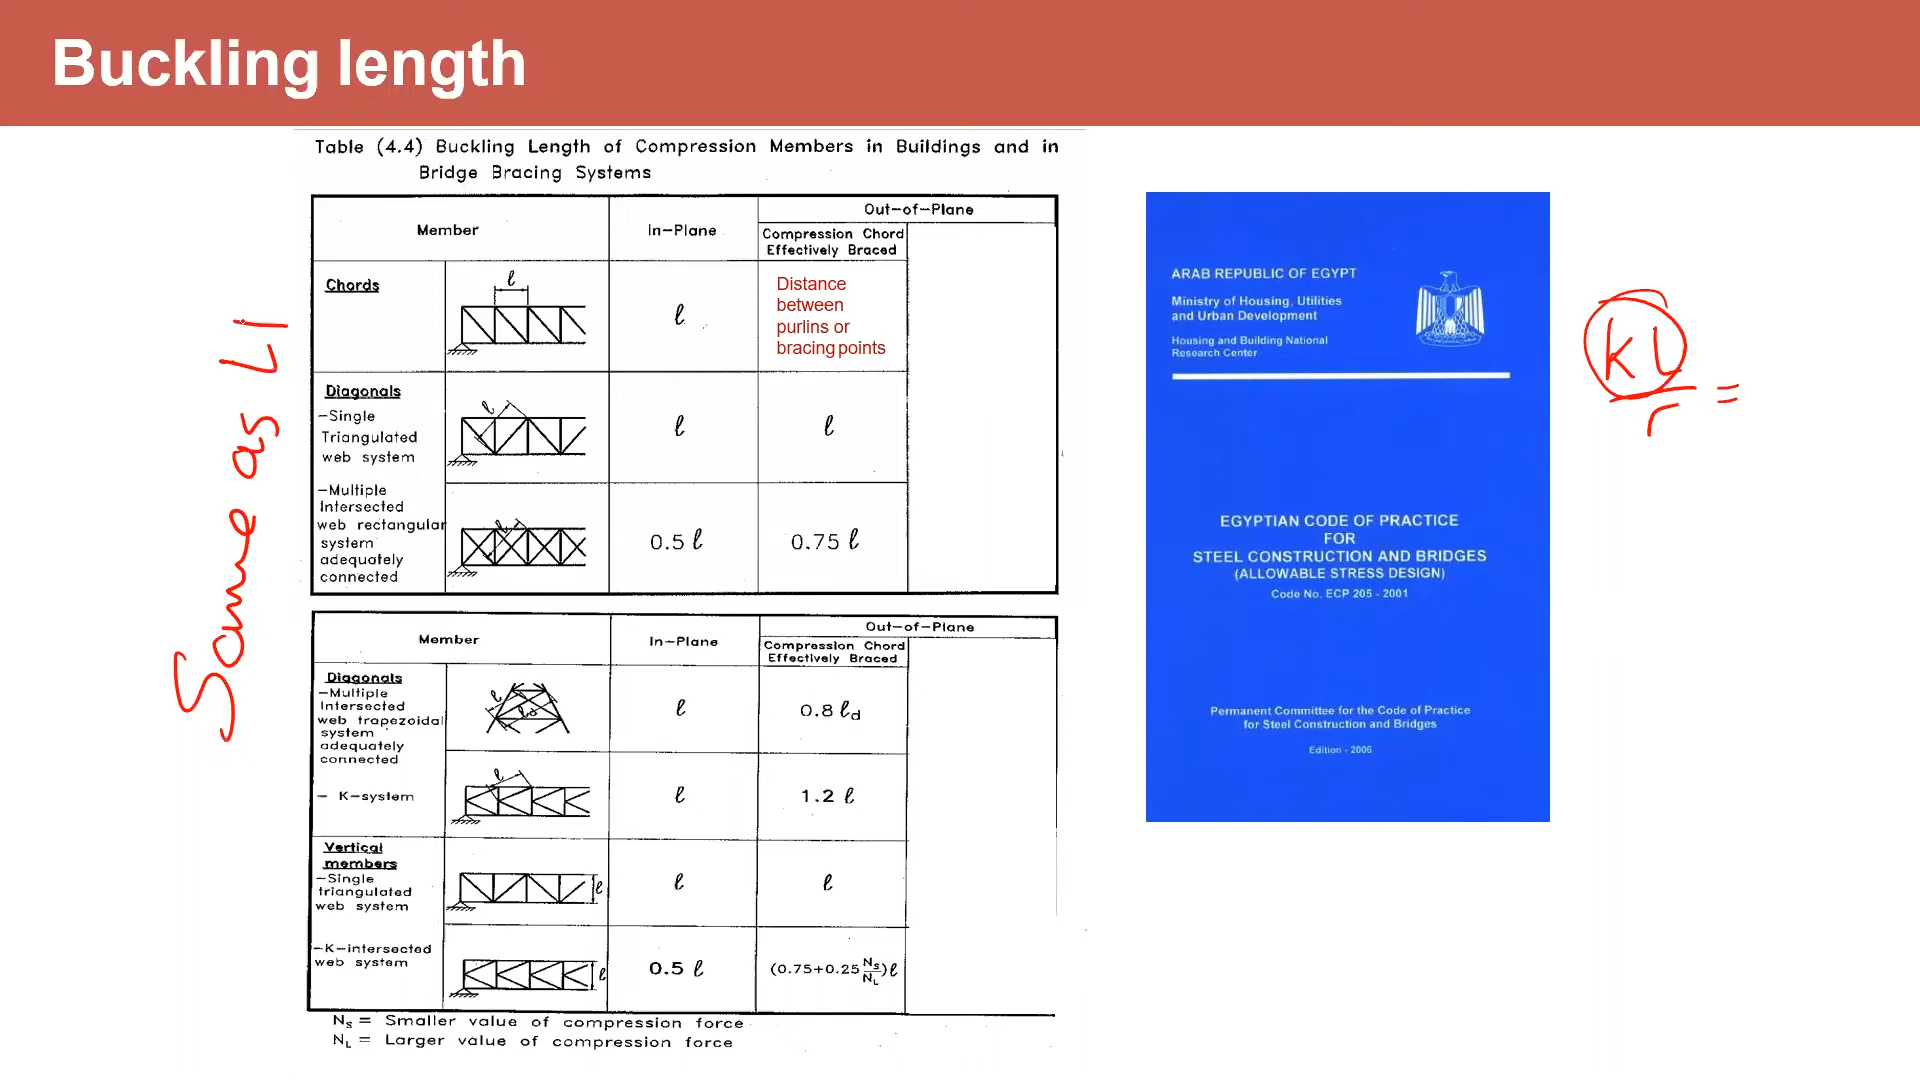 Buckling length
Table (4.4) Buckling Length of Compression Members in Buildings and in
Bridge Bracing Systems
Member
In-Plane
Out-of-Plane
Compression Chord
Effectively Braced
Chords
ℓ
ℓ
Distance
between
purlins or
bracing points
Diagonals
-Single
Triangulated
web system
ℓ
ℓ
ℓ
-Multiple
Intersected
web rectangular
system
adequately
connected
ℓ
0.5 ℓ
0.75 ℓ
Member
In-Plane
Out-of-Plane
Compression Chord
Effectively Braced
Diagonals
-Multiple
Intersected
web trapezoidal
system
adequately
connected
ℓ
ℓd
ℓ
0.8 ℓd
- K-system
ℓ
ℓ
1.2 ℓ
Vertical
members
-Single
triangulated
web system
ℓ
ℓ
ℓ
-K-intersected
web system
ℓ
0.5 ℓ
(0.75+0.25 Ns/NL)ℓ
Ns = Smaller value of compression force
NL = Larger value of compression force
Same as
ARAB REPUBLIC OF EGYPT
Ministry of Housing, Utilities
and Urban Development
Housing and Building National
Research Center
EGYPTIAN CODE OF PRACTICE
FOR
STEEL CONSTRUCTION AND BRIDGES
(ALLOWABLE STRESS DESIGN)
Code No. ECP 205 - 2001
Permanent Committee for the Code of Practice
for Steel Construction and Bridges
Edition - 2006
KL/r =